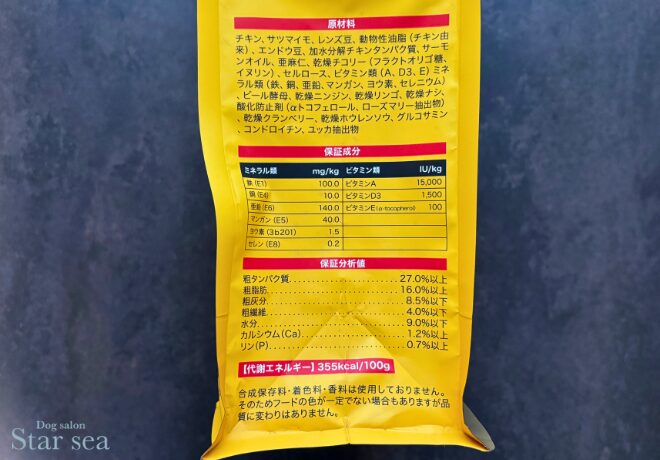 原材料
チキン、サツマイモ、レンズ豆、動物性油脂(チキン由
来)、エンドウ豆、加水分解チキンタンパク質、サーモ
ンオイル、亜麻仁、乾燥チコリー(フラクトオリゴ糖、
イヌリン)、セルロース、ビタミン類(A、D3、E)ミネ
ラル類(鉄、銅、亜鉛、マンガン、ヨウ素、セレニウム)
、ビール酵母、乾燥ニンジン、乾燥リンゴ、乾燥ナシ、
酸化防止剤(αトコフェロール、ローズマリー抽出物)
、乾燥クランベリー、乾燥ホウレンソウ、グルコサミン
、コンドロイチン、ユッカ抽出物
保証成分
ミネラル類 mg/kg ビタミン類 IU/kg
鉄(E1) 100.0 ビタミンA 15,000
銅(E4) 10.0 ビタミンD3 1,500
亜鉛(E6) 140.0 ビタミンE(α-tocopherol) 100
マンガン(E5) 40.0
ヨウ素(3b201) 1.5
セレン(E8) 0.2
保証分析値
粗タンパク質 27.0%以上
粗脂肪 16.0%以上
粗灰分 8.5%以下
粗繊維 4.0%以下
水分 9.0%以下
カルシウム(Ca) 1.2%以上
リン(P) 0.7%以上
【代謝エネルギー】355kcal/100g
合成保存料・着色料・香料は使用しておりません。
そのためフードの色が一定でない場合もありますが品
質に変わりはありません。
Dog salon
Star sea